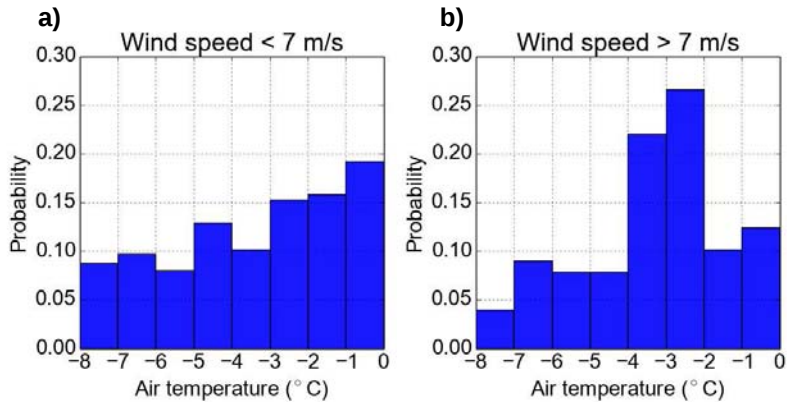 a)
Wind speed < 7 m/s
0.30
0.25
0.20
0.15
0.10
0.05
0.00
Probability
−8 −7 −6 −5 −4 −3 −2 −1 0
Air temperature (° C)
b)
Wind speed > 7 m/s
0.30
0.25
0.20
0.15
0.10
0.05
0.00
Probability
−8 −7 −6 −5 −4 −3 −2 −1 0
Air temperature (° C)